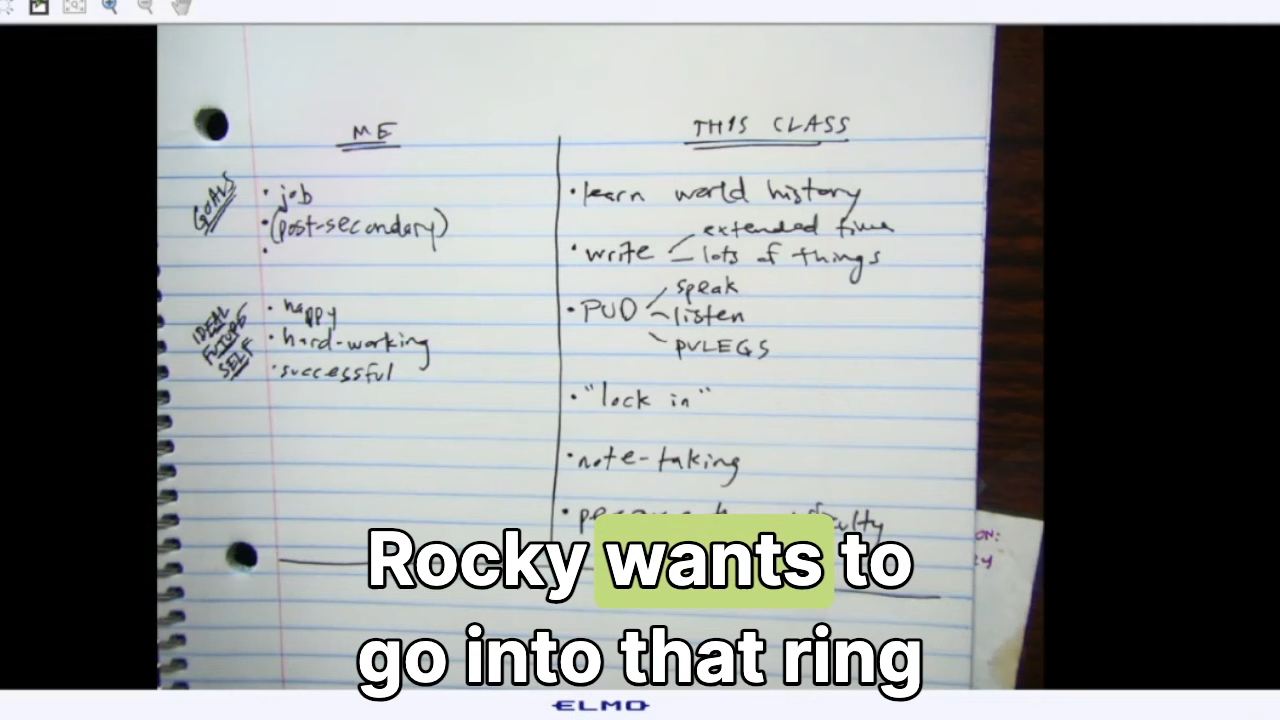 ME
THIS CLASS
GOALS
• job
• (post-secondary)
•
IDEAL
FUTURE
SELF
• happy
• hard-working
• successful
• learn world history
• write
extended time
lots of things
• PUD
speak
listen
PVLEGS
• "lock in"
• note-taking
ON:
Rocky wants to
go into that ring
ELMO